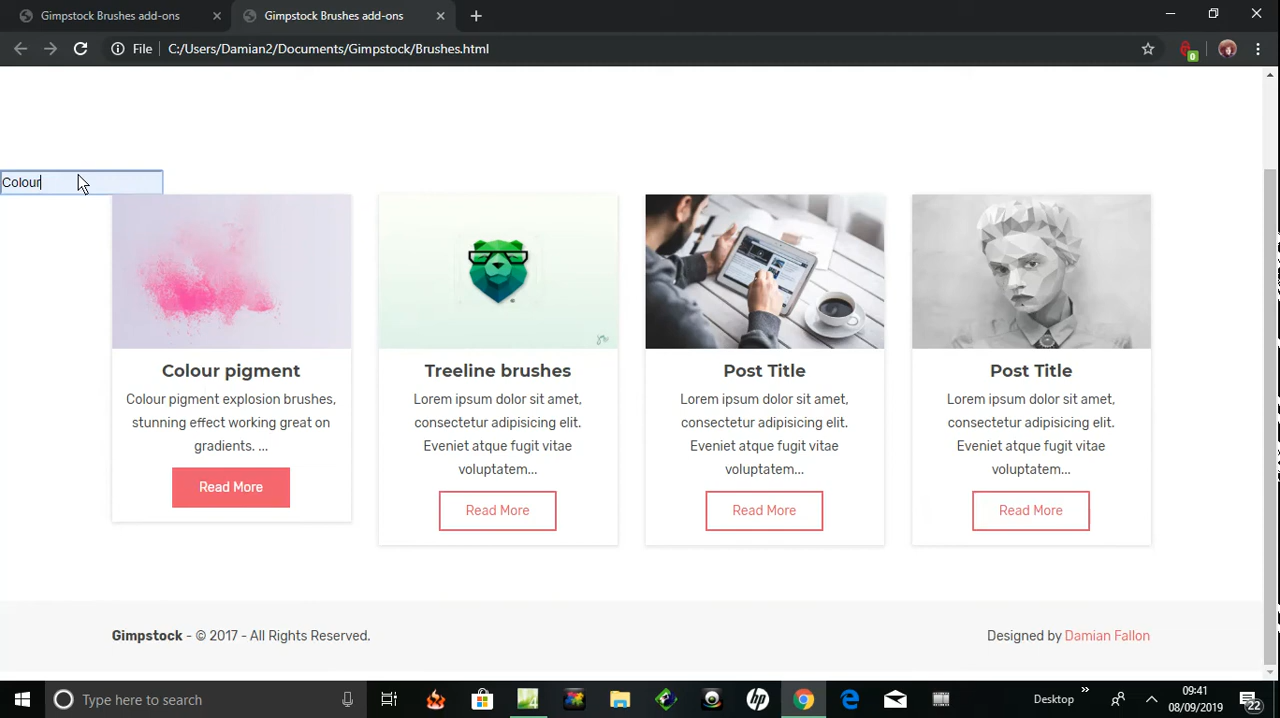 Gimpstock Brushes add-ons
Gimpstock Brushes add-ons
File
C:/Users/Damian2/Documents/Gimpstock/Brushes.html
0
Colour
Colour pigment
Colour pigment explosion brushes,
stunning effect working great on
gradients. ...
Read More
Treeline brushes
Lorem ipsum dolor sit amet,
consectetur adipisicing elit.
Eveniet atque fugit vitae
voluptatem...
Read More
Post Title
Lorem ipsum dolor sit amet,
consectetur adipisicing elit.
Eveniet atque fugit vitae
voluptatem...
Read More
Post Title
Lorem ipsum dolor sit amet,
consectetur adipisicing elit.
Eveniet atque fugit vitae
voluptatem...
Read More
Gimpstock - © 2017 - All Rights Reserved.
Designed by Damian Fallon
Type here to search
hp
Desktop
09:41
08/09/2019
22